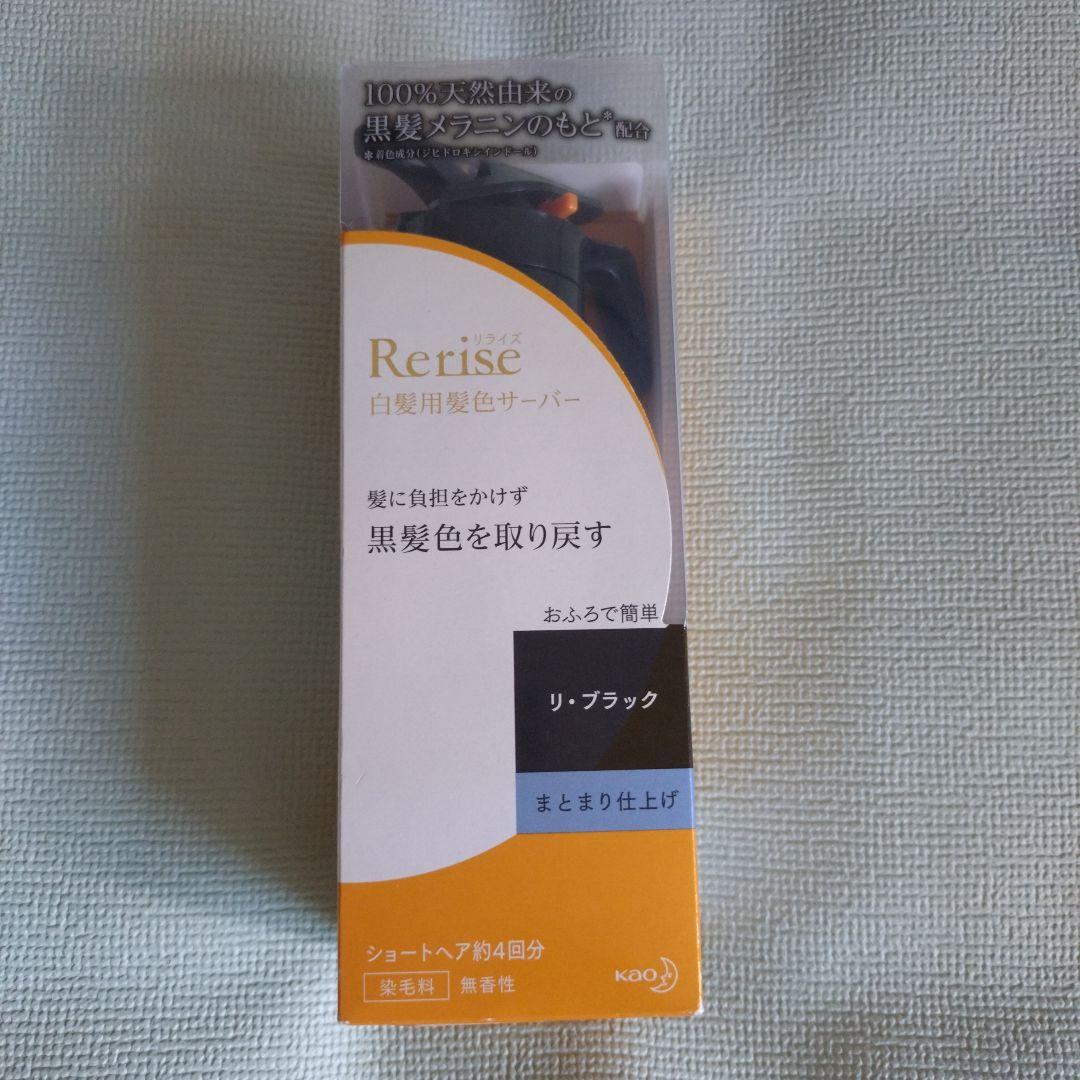 100%天然由来の
黒髪メラニンのもと*配合
*着色成分(ジヒドロキシインドール)
リライズ
Rerise
白髪用髪色サーバー
髪に負担をかけず
黒髪色を取り戻す
おふろで簡単
リ・ブラック
まとまり仕上げ
ショートヘア約4回分
染毛料 無香性
Kao